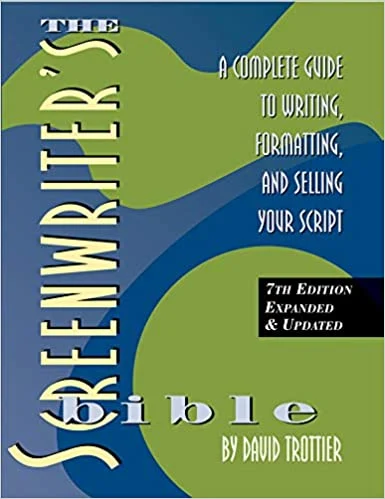 THE
SCREENWRITER'S
bible
A COMPLETE GUIDE
TO WRITING,
FORMATTING,
AND SELLING
YOUR SCRIPT
7TH EDITION
EXPANDED
& UPDATED
BY DAVID TROTTIER